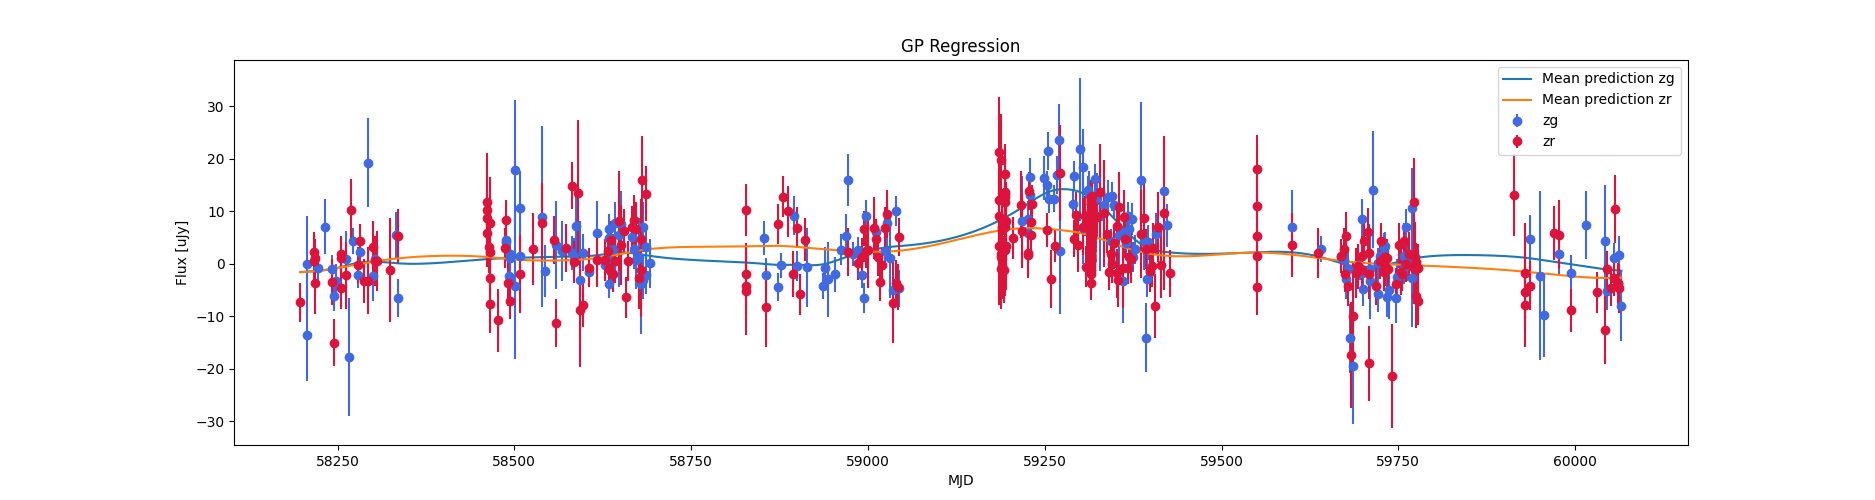 GP Regression
Flux [uJy]
30
20
10
0
−10
−20
−30
Mean prediction zg
Mean prediction zr
zg
zr
58250 58500 58750 59000 59250 59500 59750 60000
MJD